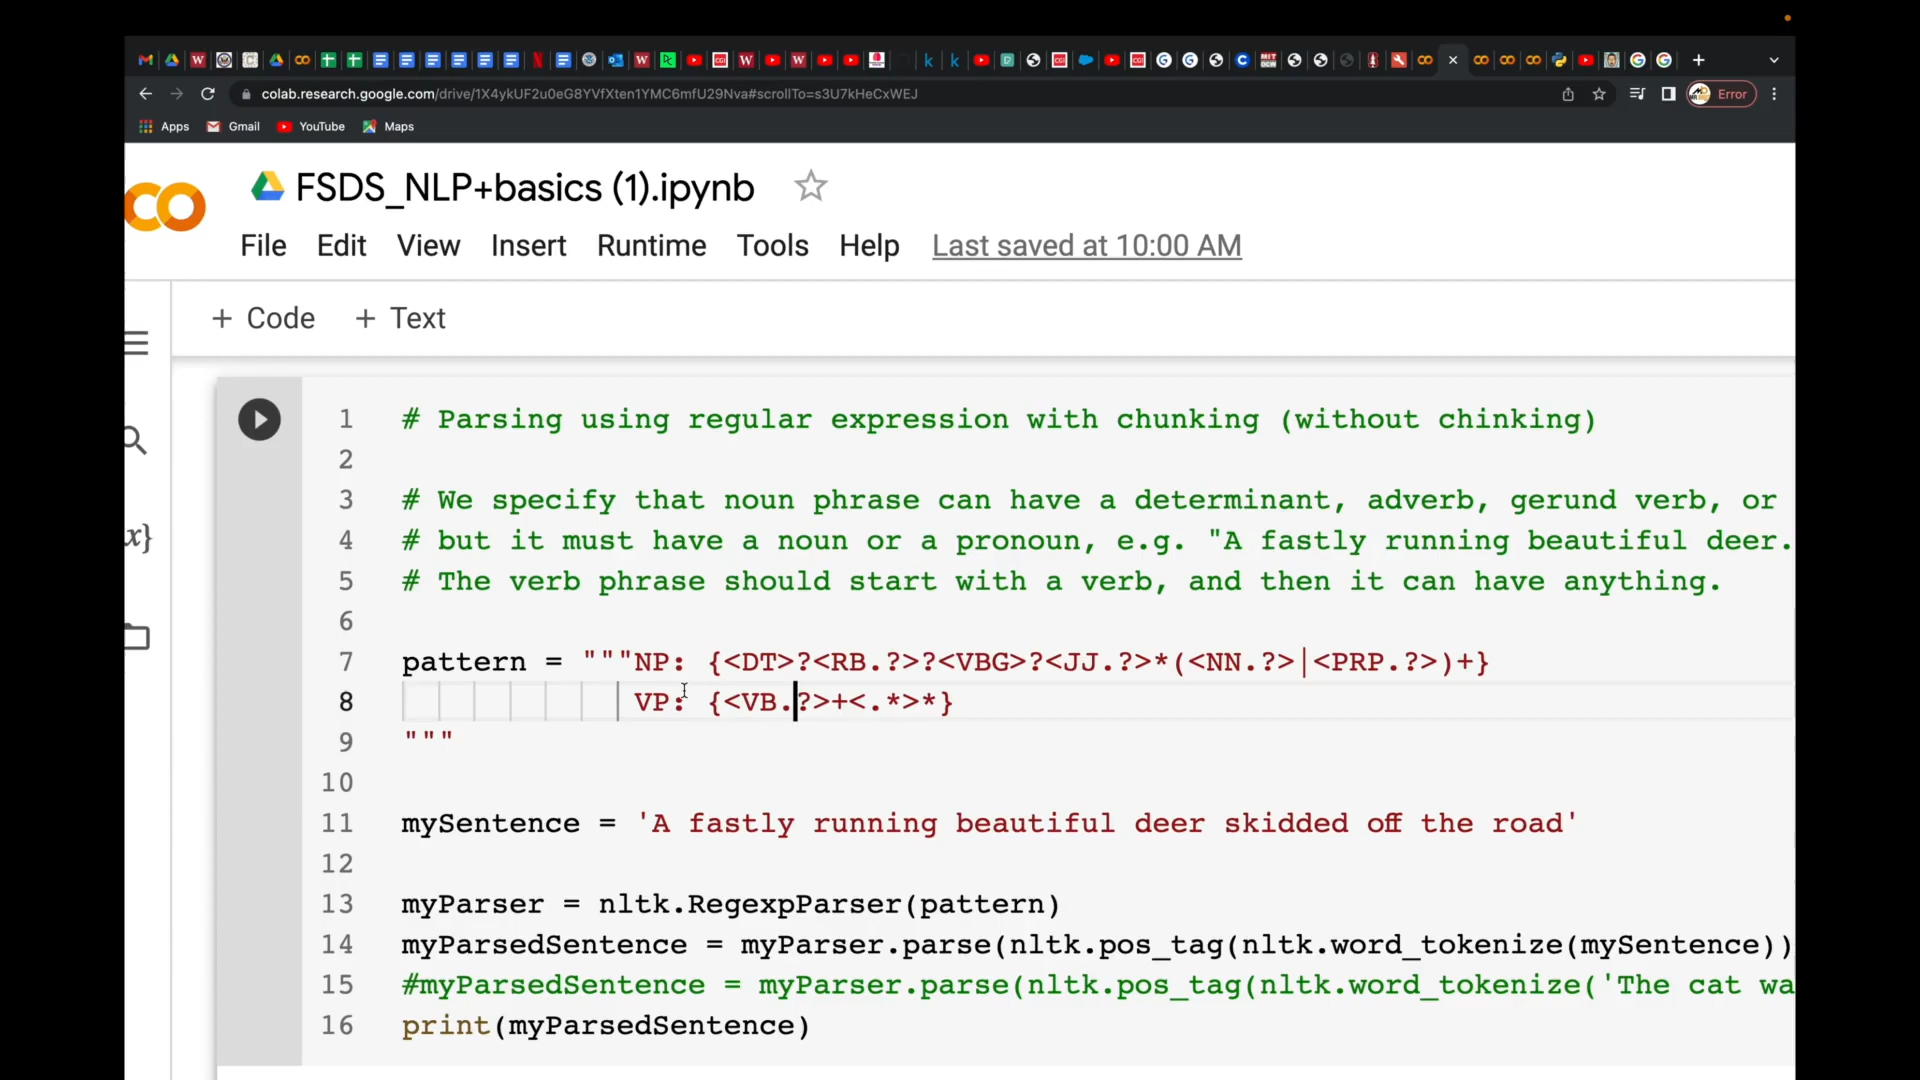 colab.research.google.com/drive/1X4ykUF2u0eG8YVfXten1YMC6mfU29Nva#scrollTo=s3U7kHeCxWEJ
Error
Apps Gmail YouTube Maps
FSDS_NLP+basics (1).ipynb
File Edit View Insert Runtime Tools Help Last saved at 10:00 AM
+ Code + Text
1 # Parsing using regular expression with chunking (without chinking)
2
3 # We specify that noun phrase can have a determinant, adverb, gerund verb, or
4 # but it must have a noun or a pronoun, e.g. "A fastly running beautiful deer.
5 # The verb phrase should start with a verb, and then it can have anything.
6
7 pattern = """NP: {<DT>?<RB.?>?<VBG>?<JJ.?>*(<NN.?>|<PRP.?>)+}
8 VP: {<VB.?>+<.*>*}
9 """
10
11 mySentence = 'A fastly running beautiful deer skidded off the road'
12
13 myParser = nltk.RegexpParser(pattern)
14 myParsedSentence = myParser.parse(nltk.pos_tag(nltk.word_tokenize(mySentence))
15 #myParsedSentence = myParser.parse(nltk.pos_tag(nltk.word_tokenize('The cat wa
16 print(myParsedSentence)